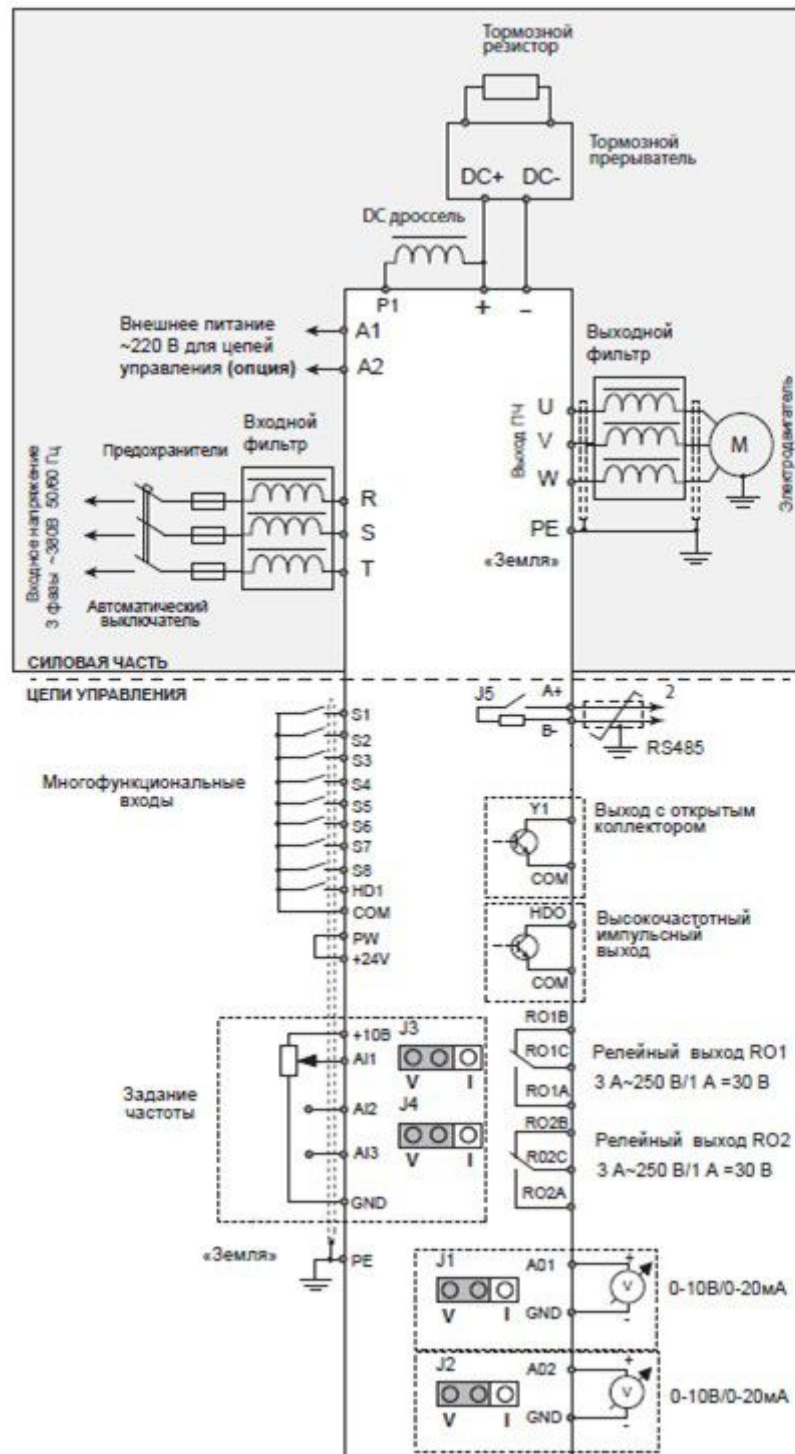 Тормозной
резистор
Тормозной
прерыватель
DC+ DC-
DC дроссель
P1 + -
Внешнее питание
~220 В для цепей
управления (опция)
A1
A2
Выходной
фильтр
Выход ПЧ
U
V
W
M
Электродвигатель
PE
«Земля»
Входное напряжение
3 фазы ~380В 50/60 Гц
Предохранители
Входной
фильтр
R
S
T
Автоматический
выключатель
СИЛОВАЯ ЧАСТЬ
ЦЕПИ УПРАВЛЕНИЯ
Многофункциональные
входы
S1
S2
S3
S4
S5
S6
S7
S8
HD1
COM
PW
+24V
J5
A+
B-
2
RS485
Y1
COM
Выход с открытым
коллектором
HDO
COM
Высокочастотный
импульсный
выход
Задание
частоты
+10В
AI1
AI2
AI3
GND
J3
V I
J4
V I
RO1B
RO1C
RO1A
Релейный выход RO1
3 А~250 В/1 А =30 В
RO2B
R02C
RO2A
Релейный выход RO2
3 А~250 В/1 А =30 В
«Земля»
PE
J1
V I
A01
GND
+
V
-
0-10В/0-20мА
J2
V I
A02
GND
+
V
-
0-10В/0-20мА